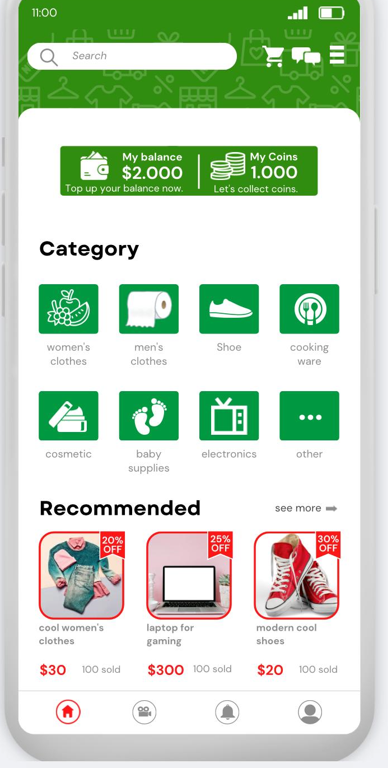 11:00
Search
My balance
$2.000
Top up your balance now.
My Coins
1.000
Let's collect coins.
Category
women's
clothes
men's
clothes
Shoe
cooking
ware
cosmetic
baby
supplies
electronics
other
Recommended
see more
20%
OFF
25%
OFF
30%
OFF
cool women's
clothes
laptop for
gaming
modern cool
shoes
$30
100 sold
$300
100 sold
$20
100 sold